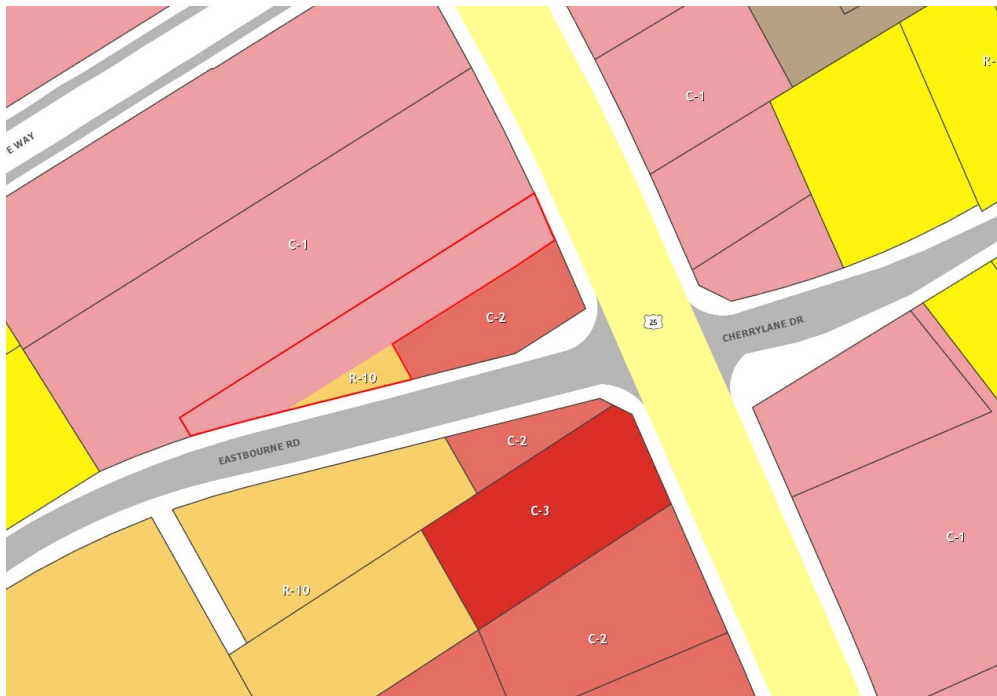 R-
C-1
E WAY
C-1
C-2
25
CHERRYLANE DR
R-10
C-2
EASTBOURNE RD
C-3
C-1
R-10
C-2